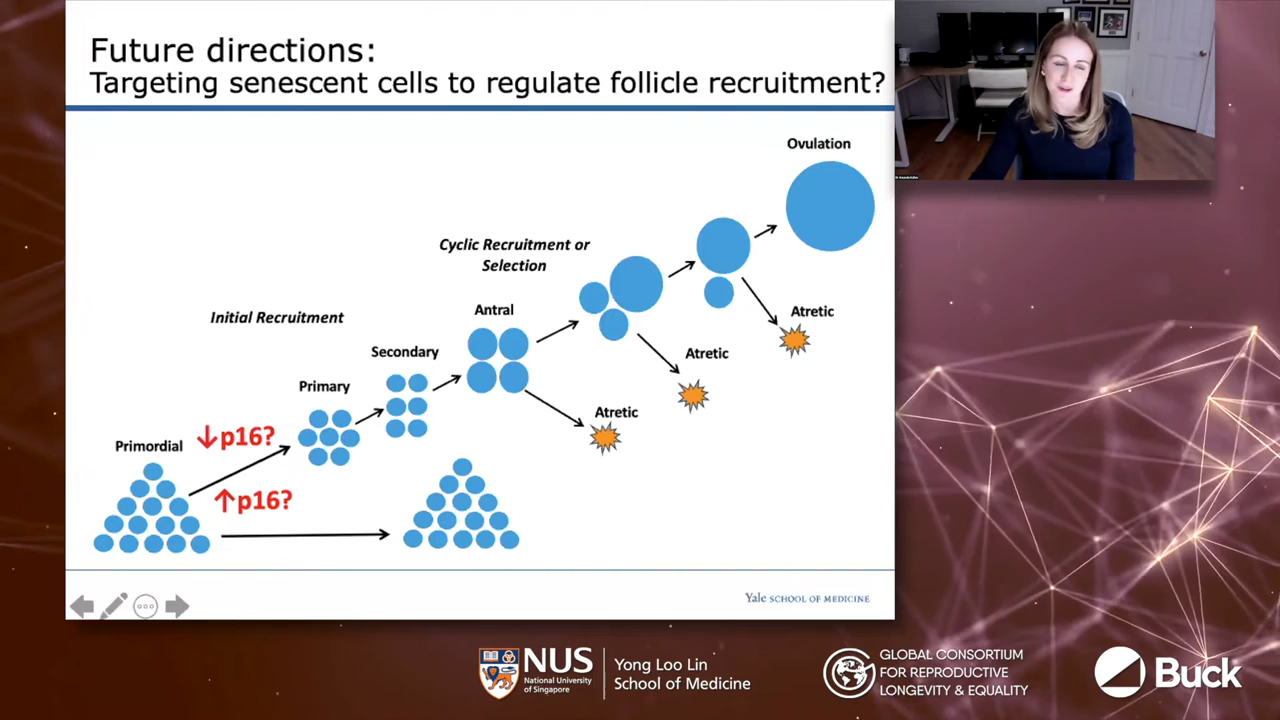 Future directions:
Targeting senescent cells to regulate follicle recruitment?
Ovulation
Cyclic Recruitment or
Selection
Antral
Initial Recruitment
Atretic
Secondary
Atretic
Primary
Atretic
Primordial
↓p16?
↑p16?
Yale SCHOOL OF MEDICINE
NUS
National University
of Singapore
Yong Loo Lin
School of Medicine
GLOBAL CONSORTIUM
FOR REPRODUCTIVE
LONGEVITY & EQUALITY
Buck